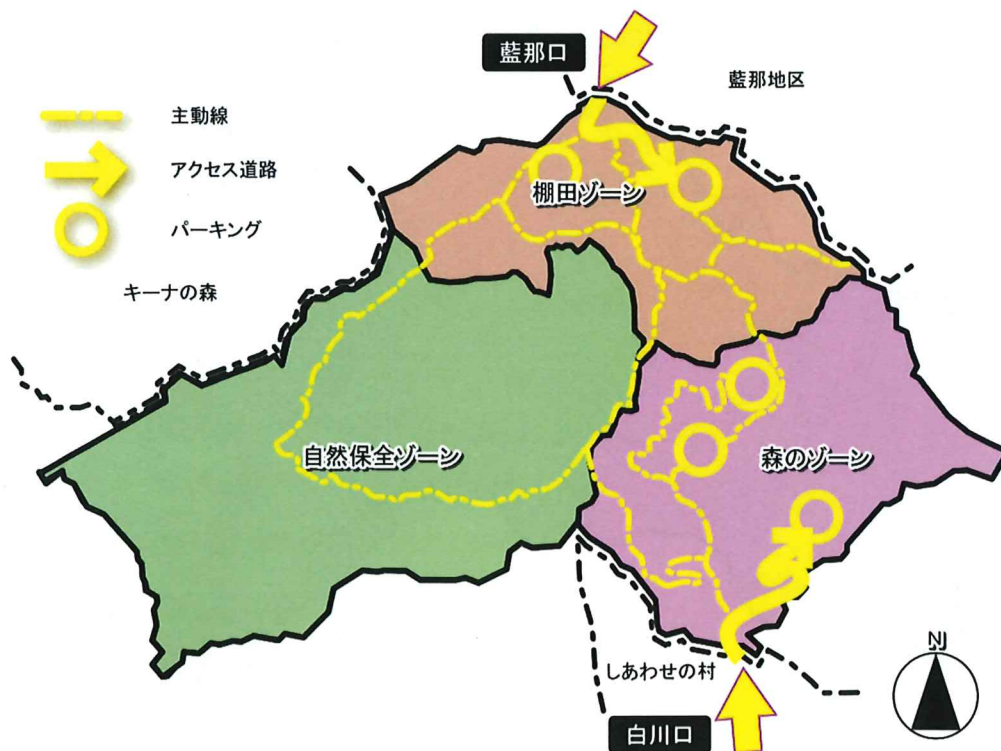 藍那口
藍那地区
主動線
アクセス道路
パーキング
棚田ゾーン
キーナの森
自然保全ゾーン
森のゾーン
しあわせの村
白川口
N